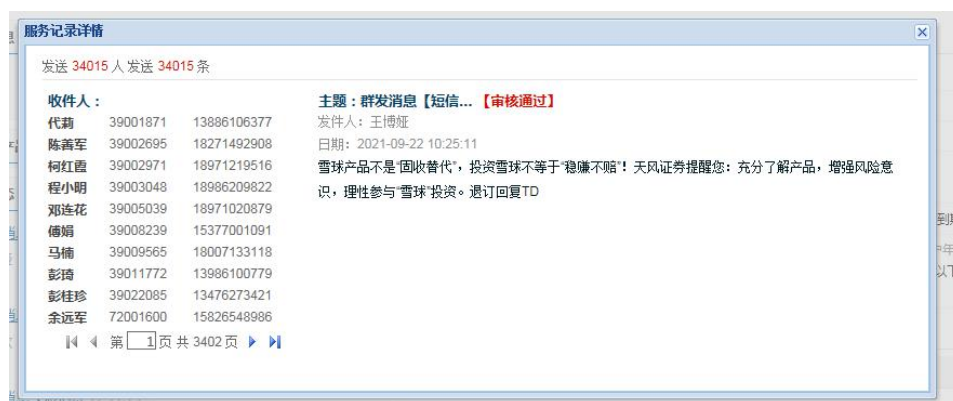 服务记录详情
发送 34015 人 发送 34015 条
收件人：
代莉 39001871 13886106377
陈善军 39002695 18271492908
柯红霞 39002971 18971219516
程小明 39003048 18986209822
邓连花 39005039 18971020879
傅娟 39008239 15377001091
马楠 39009565 18007133118
彭琦 39011772 13986100779
彭桂珍 39022085 13476273421
余远军 72001600 15826548986
第 1 页 共 3402 页
主题：群发消息【短信... 【审核通过】
发件人：王博娅
日期：2021-09-22 10:25:11
雪球产品不是“固收替代”，投资雪球不等于“稳赚不赔”！天风证券提醒您：充分了解产品，增强风险意
识，理性参与“雪球”投资。退订回复TD
到期
以下